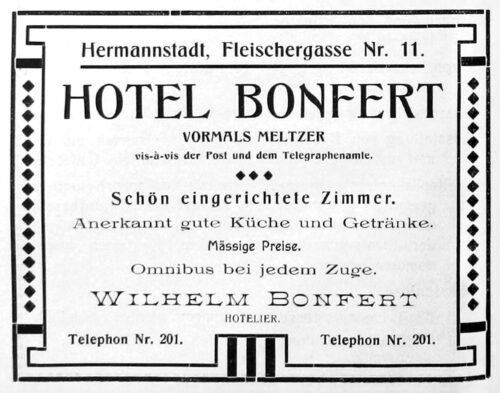 Hermannstadt, Fleischergasse Nr. 11.
HOTEL BONFERT
VORMALS MELTZER
vis-à-vis der Post und dem Telegraphenamte.
Schön eingerichtete Zimmer.
Anerkannt gute Küche und Getränke.
Mässige Preise.
Omnibus bei jedem Zuge.
WILHELM BONFERT
HOTELIER.
Telephon Nr. 201. Telephon Nr. 201.